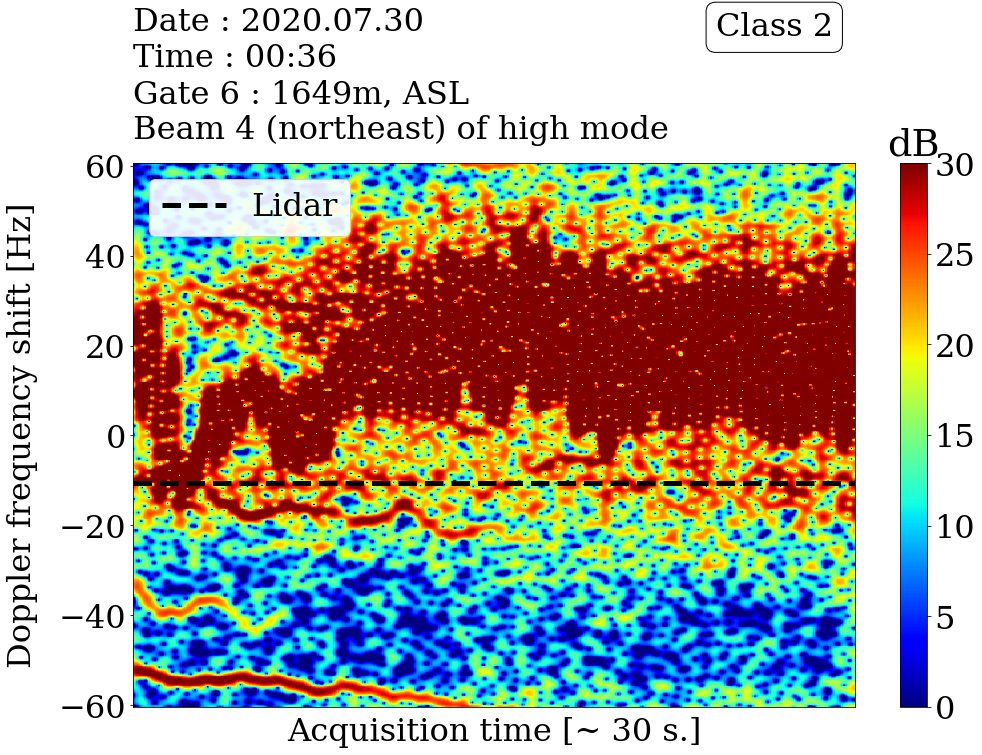 Date : 2020.07.30
Time : 00:36
Gate 6 : 1649m, ASL
Beam 4 (northeast) of high mode
Class 2
dB
Lidar
Doppler frequency shift [Hz]
60
40
20
0
−20
−40
−60
30
25
20
15
10
5
0
Acquisition time [~ 30 s.]